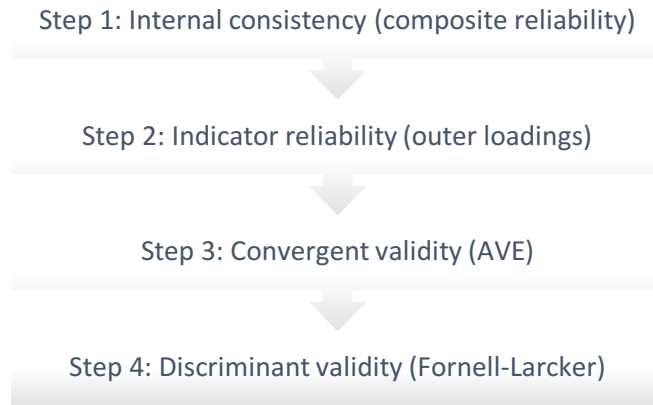 Step 1: Internal consistency (composite reliability)
Step 2: Indicator reliability (outer loadings)
Step 3: Convergent validity (AVE)
Step 4: Discriminant validity (Fornell-Larcker)